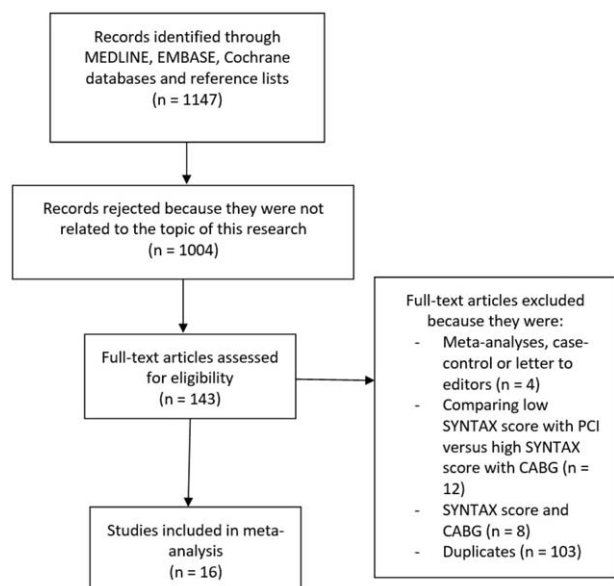 Records identified through
MEDLINE, EMBASE, Cochrane
databases and reference lists
(n = 1147)
Records rejected because they were not
related to the topic of this research
(n = 1004)
Full-text articles assessed
for eligibility
(n = 143)
Full-text articles excluded
because they were:
- Meta-analyses, case-
control or letter to
editors (n = 4)
- Comparing low
SYNTAX score with PCI
versus high SYNTAX
score with CABG (n =
12)
- SYNTAX score and
CABG (n = 8)
- Duplicates (n = 103)
Studies included in meta-
analysis
(n = 16)